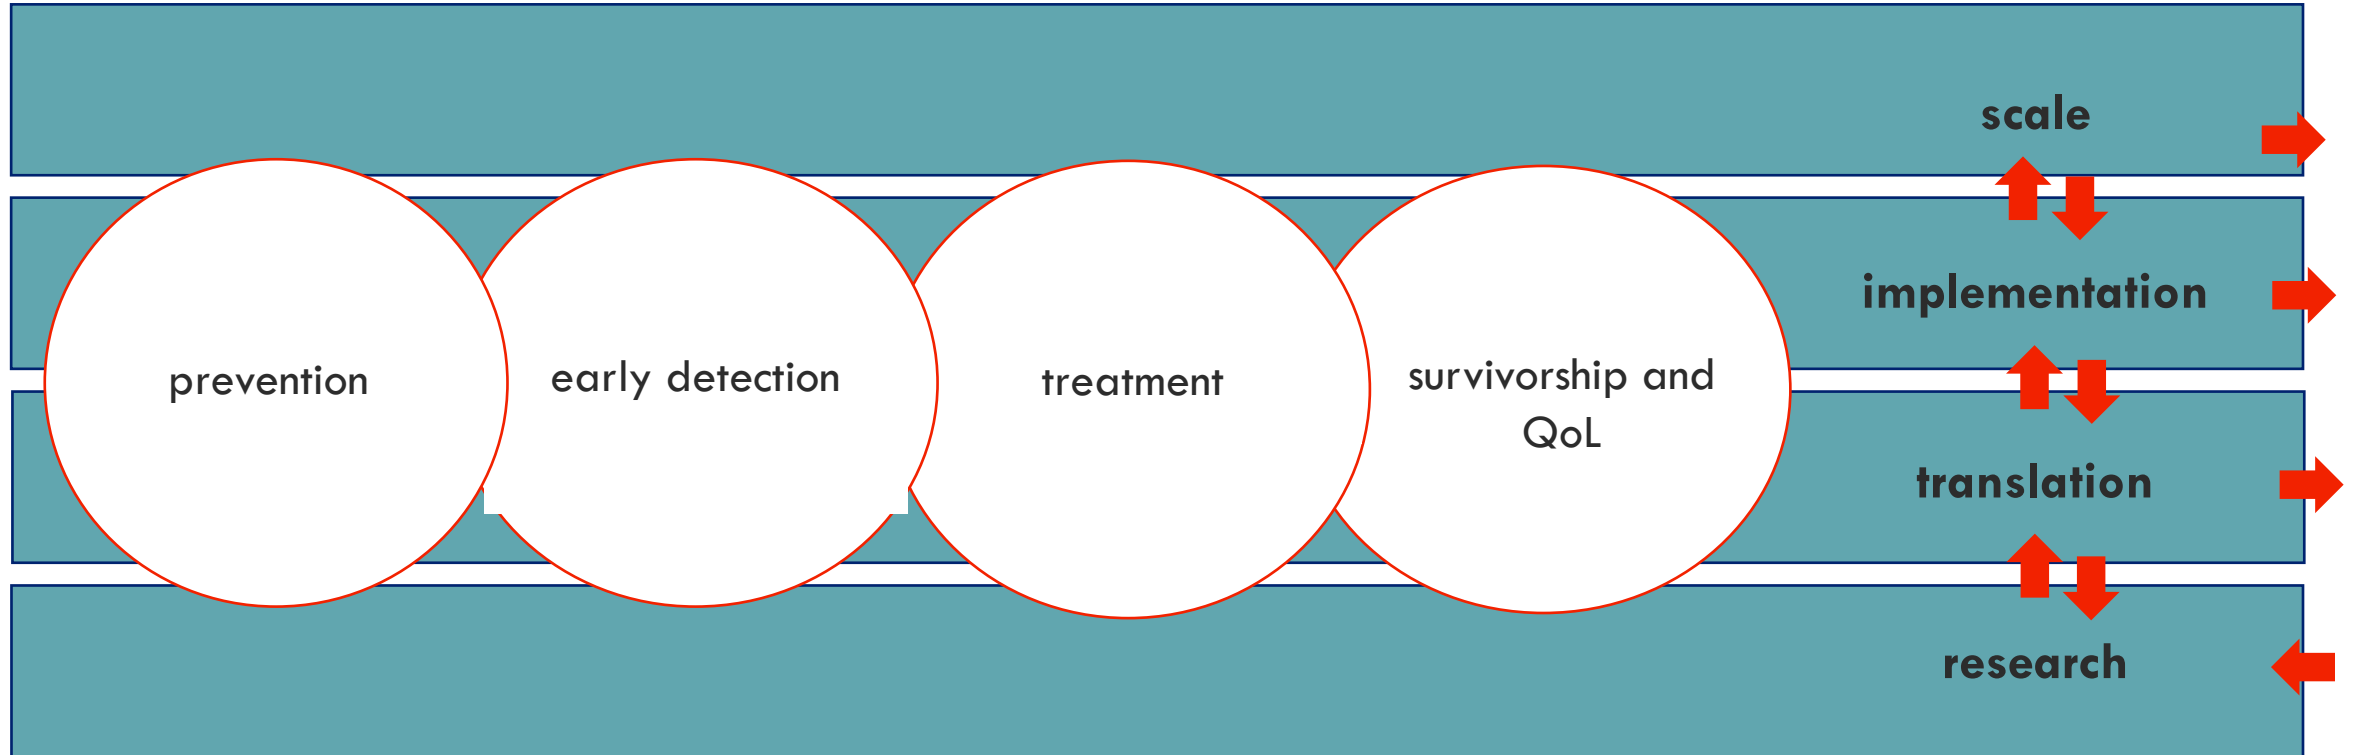 scale
implementation
prevention
early detection
treatment
survivorship and
QoL
translation
research